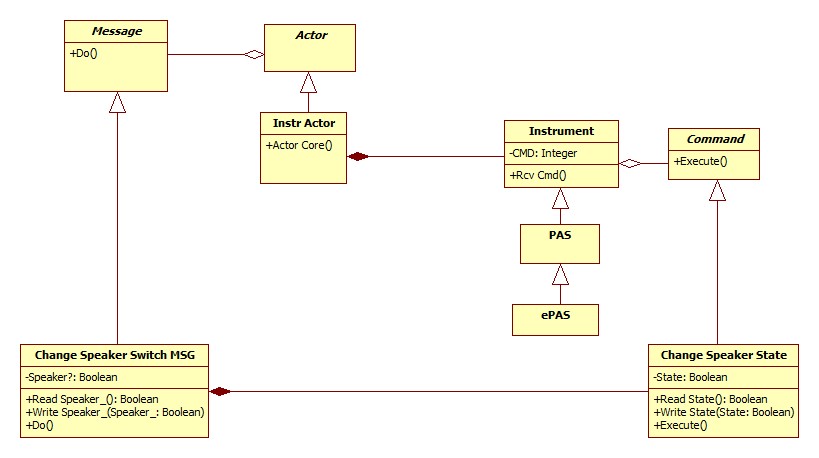 Message
+Do()
Actor
Instr Actor
+Actor Core()
Instrument
-CMD: Integer
+Rcv Cmd()
Command
+Execute()
PAS
ePAS
Change Speaker Switch MSG
-Speaker?: Boolean
+Read Speaker_(): Boolean
+Write Speaker_(Speaker_: Boolean)
+Do()
Change Speaker State
-State: Boolean
+Read State(): Boolean
+Write State(State: Boolean)
+Execute()